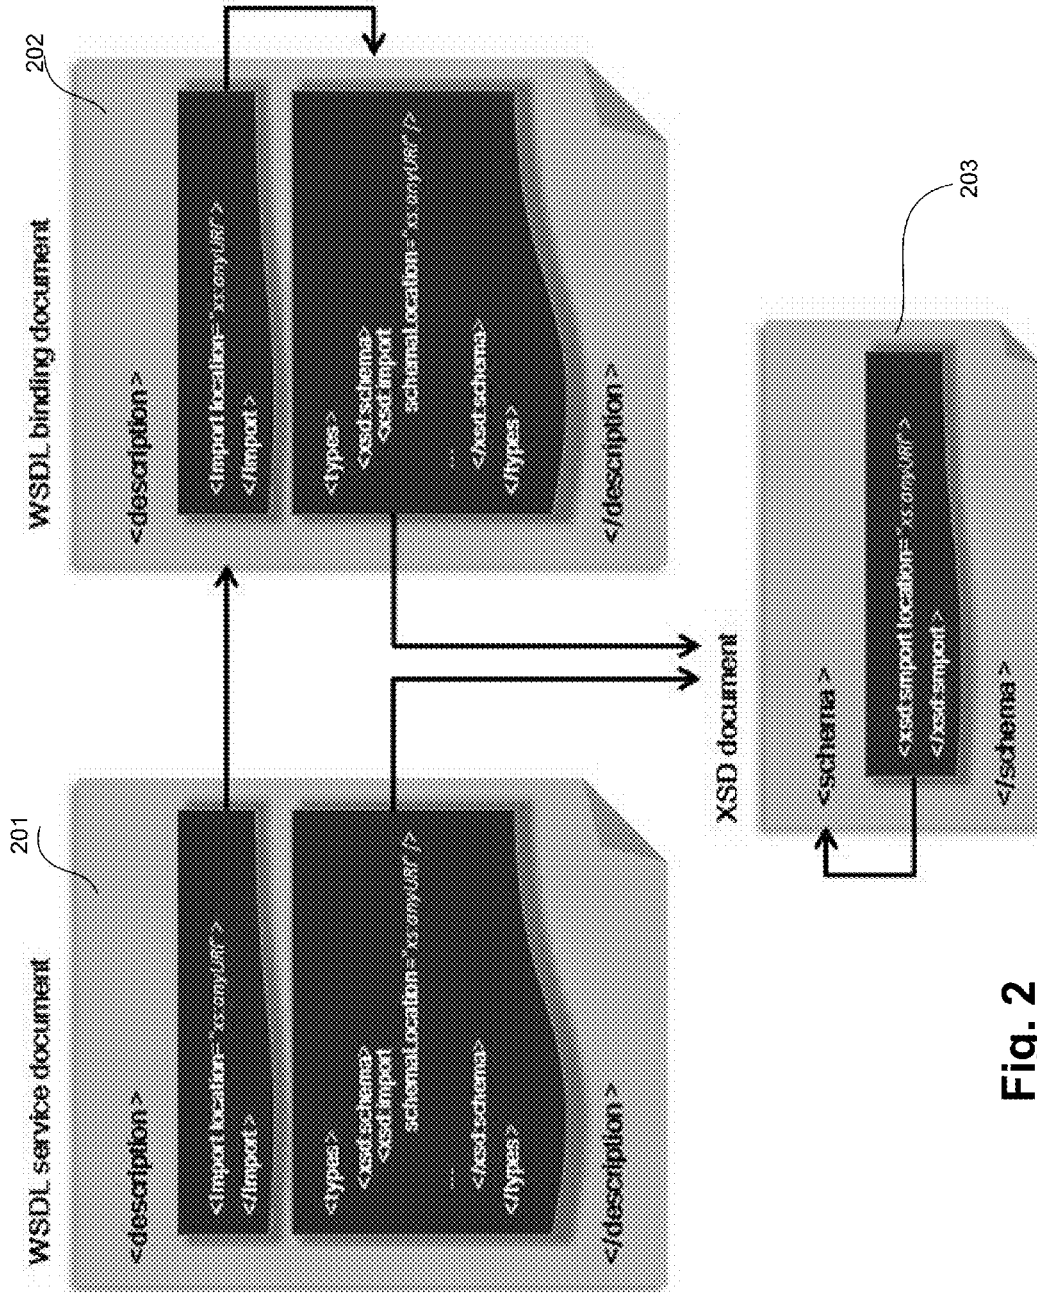 WSDL service document
201
<description>
<import location="xs:anyURI" >
</import>
<types>
<xsd:schema>
<xsd:import
schemaLocation="xs:anyURI" />
...
</xsd:schema>
</types>
</description>
WSDL binding document
202
<description>
<import location="xs:anyURI" >
</import>
<types>
<xsd:schema>
<xsd:import
schemaLocation="xs:anyURI" />
...
</xsd:schema>
</types>
</description>
XSD document
203
<schema>
<xsd:simport location="xs:anyURI" >
</xsd:simport>
</schema>
Fig. 2